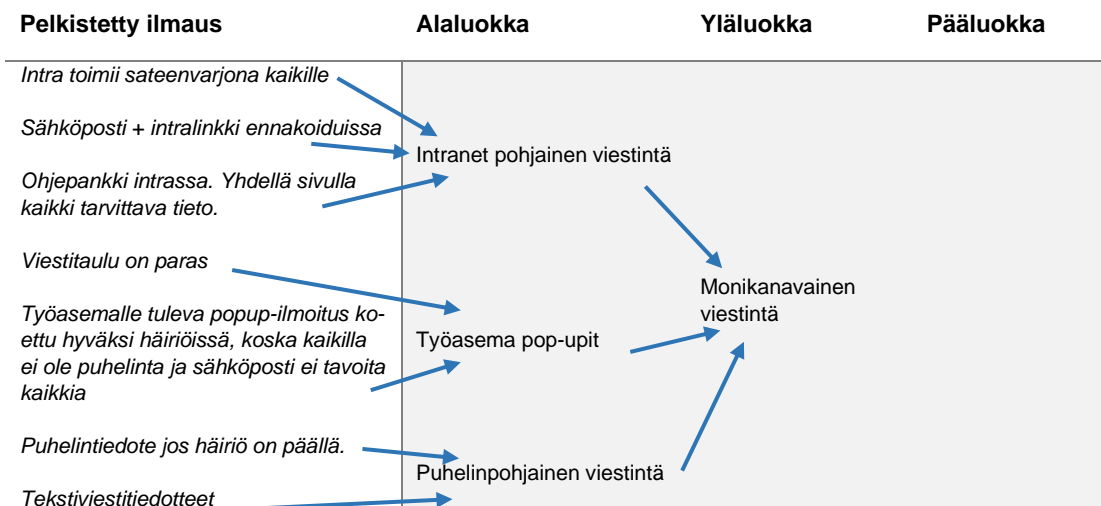 Pelkistetty ilmaus Alaluokka Yläluokka Pääluokka
Intra toimii sateenvarjona kaikille
Sähköposti + intralinkki ennakoiduissa
Intranet pohjainen viestintä
Ohjepankki intrassa. Yhdellä sivulla
kaikki tarvittava tieto.
Viestitaulu on paras
Monikanavainen
viestintä
Työasemalle tuleva popup-ilmoitus ko-
ettu hyväksi häiriöissä, koska kaikilla
ei ole puhelinta ja sähköposti ei tavoita
kaikkia
Työasema pop-upit
Puhelintiedote jos häiriö on päällä.
Puhelinpohjainen viestintä
Tekstiviestitiedotteet